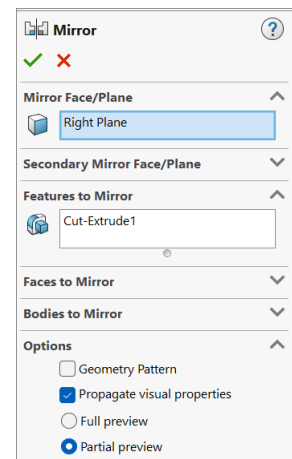 Mirror
?
Mirror Face/Plane
Right Plane
Secondary Mirror Face/Plane
Features to Mirror
Cut-Extrude1
Faces to Mirror
Bodies to Mirror
Options
Geometry Pattern
Propagate visual properties
Full preview
Partial preview